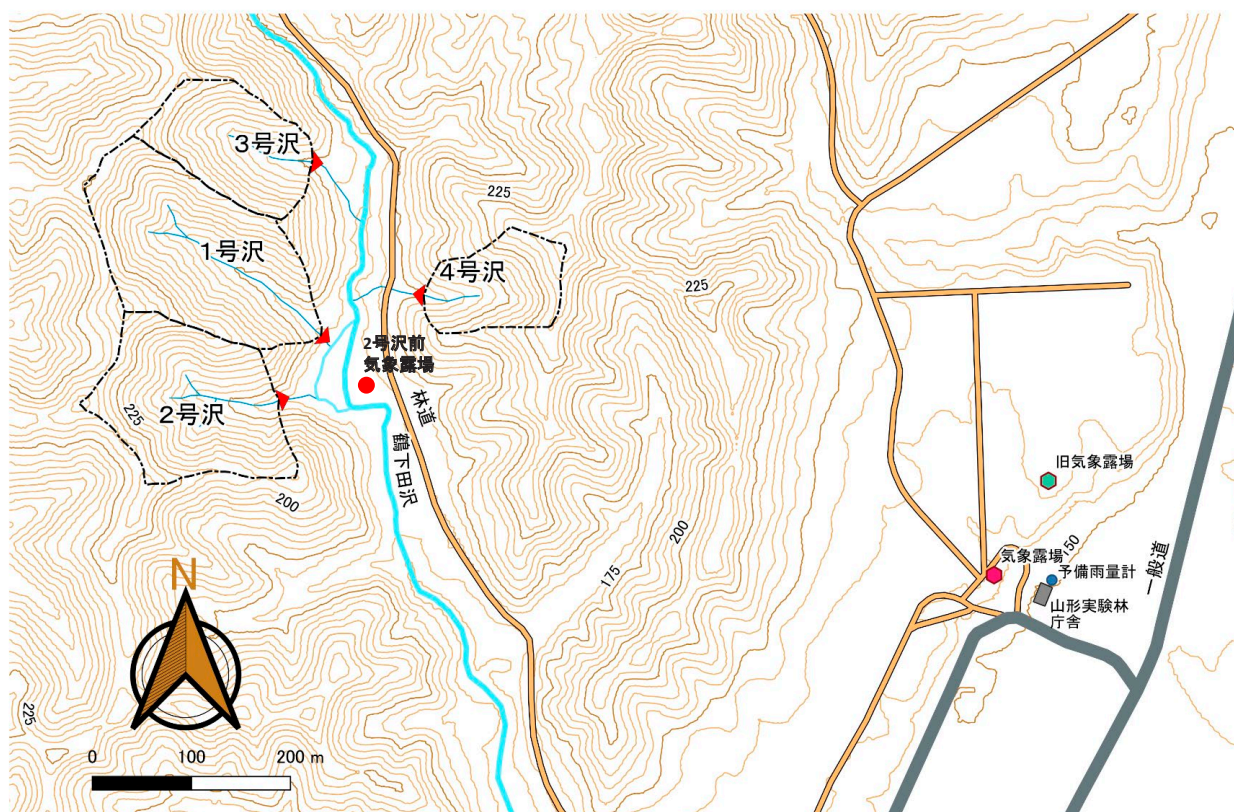 3号沢
225
1号沢
4号沢
225
2号沢前
気象露場
225
2号沢
林道
鶴下田沢
旧気象露場
200
200
150
気象露場
予備雨量計
一般道
175
山形実験林
庁舎
N
225
0 100 200 m